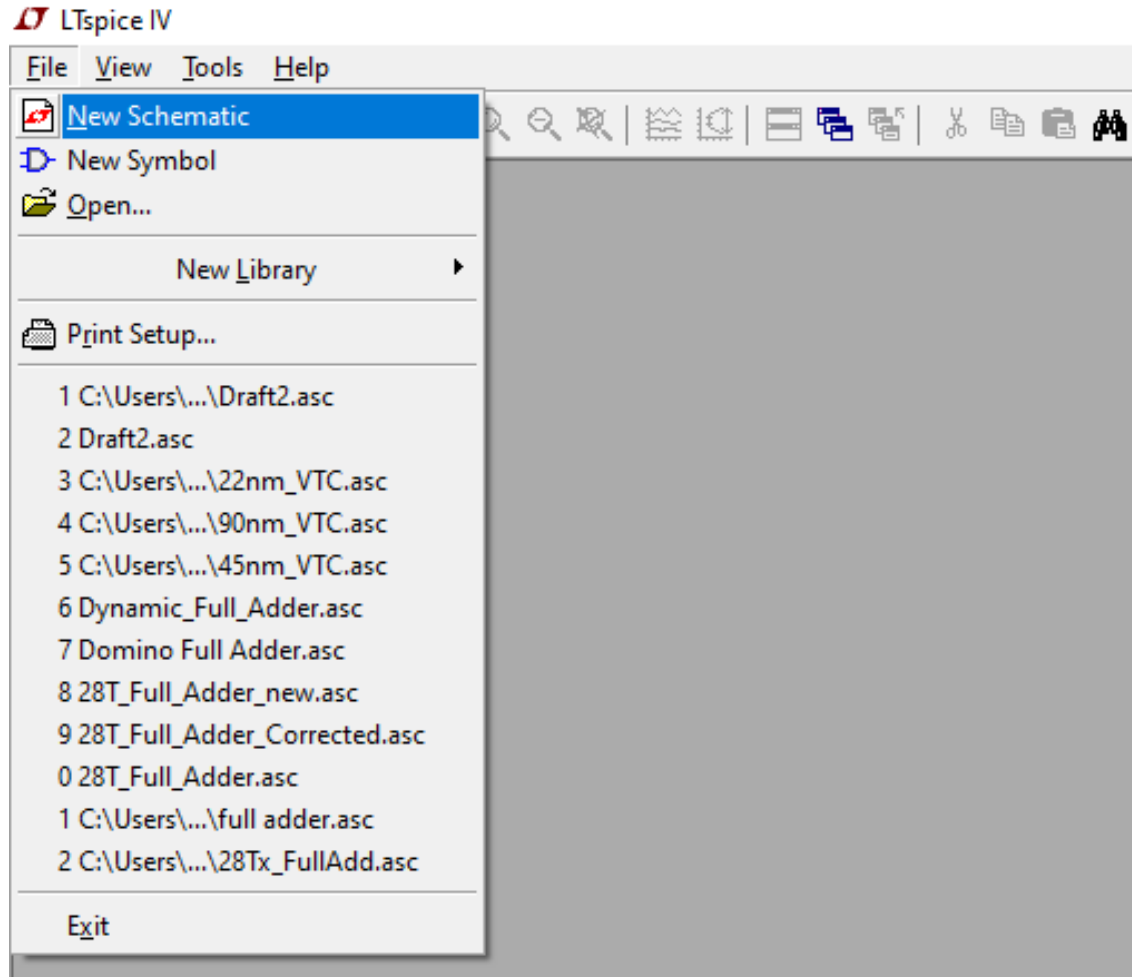 LTspice IV
File View Tools Help
New Schematic
New Symbol
Open...
New Library
Print Setup...
1 C:\Users\...\Draft2.asc
2 Draft2.asc
3 C:\Users\...\22nm_VTC.asc
4 C:\Users\...\90nm_VTC.asc
5 C:\Users\...\45nm_VTC.asc
6 Dynamic_Full_Adder.asc
7 Domino Full Adder.asc
8 28T_Full_Adder_new.asc
9 28T_Full_Adder_Corrected.asc
0 28T_Full_Adder.asc
1 C:\Users\...\full adder.asc
2 C:\Users\...\28Tx_FullAdd.asc
Exit